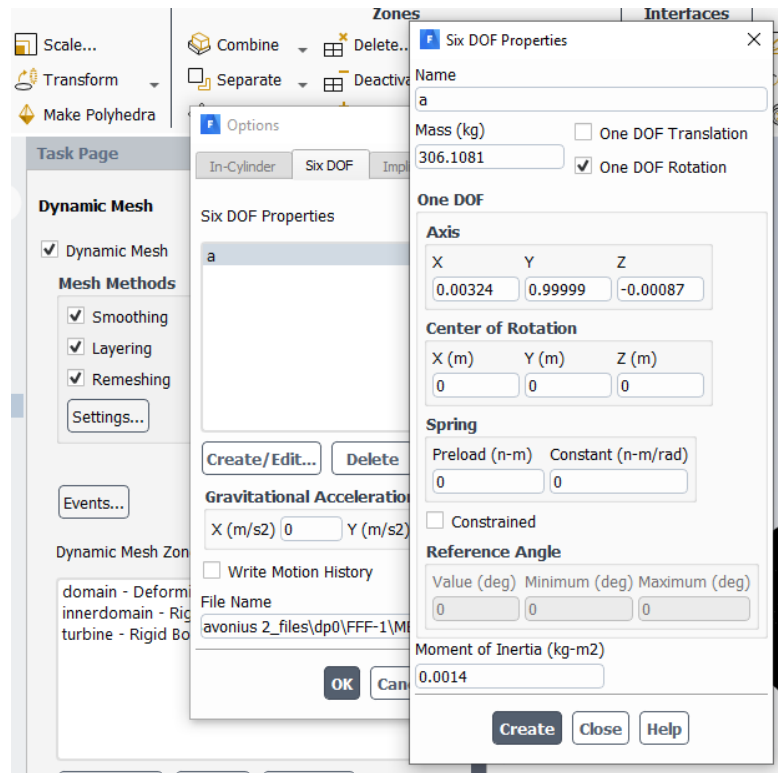 Zones
Interfaces
Scale...
Combine
Delete..
Transform
Separate
Deactiva
Make Polyhedra
Task Page
Dynamic Mesh
Dynamic Mesh
Mesh Methods
Smoothing
Layering
Remeshing
Settings...
Events...
Dynamic Mesh Zon
domain - Deformi
innerdomain - Rig
turbine - Rigid Bo
Options
In-Cylinder Six DOF Impl
Six DOF Properties
a
Create/Edit... Delete
Gravitational Acceleration
X (m/s2) 0 Y (m/s2)
Write Motion History
File Name
avonius 2_files\dp0\FFF-1\ME
OK Can
Six DOF Properties
Name
a
Mass (kg)
One DOF Translation
306.1081
One DOF Rotation
One DOF
Axis
X Y Z
0.00324 0.99999 -0.00087
Center of Rotation
X (m) Y (m) Z (m)
0 0 0
Spring
Preload (n-m) Constant (n-m/rad)
0 0
Constrained
Reference Angle
Value (deg) Minimum (deg) Maximum (deg)
0 0 0
Moment of Inertia (kg-m2)
0.0014
Create Close Help